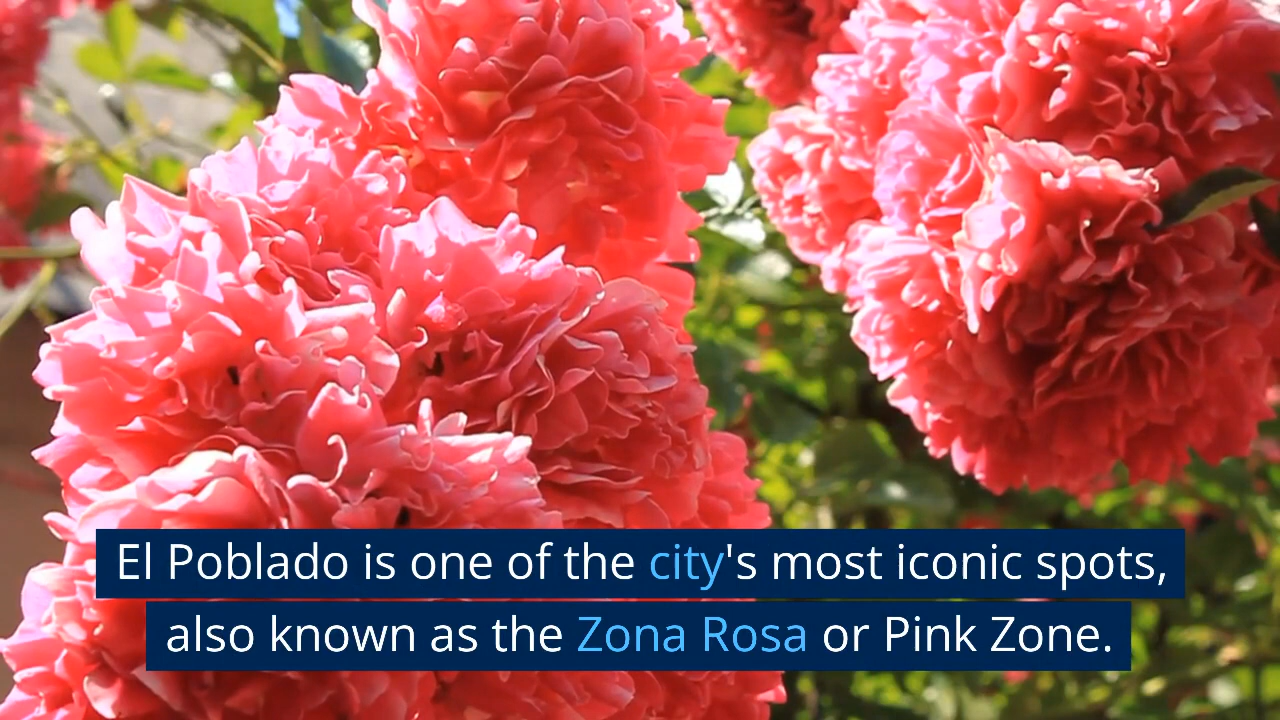 El Poblado is one of the city's most iconic spots,
also known as the Zona Rosa or Pink Zone.